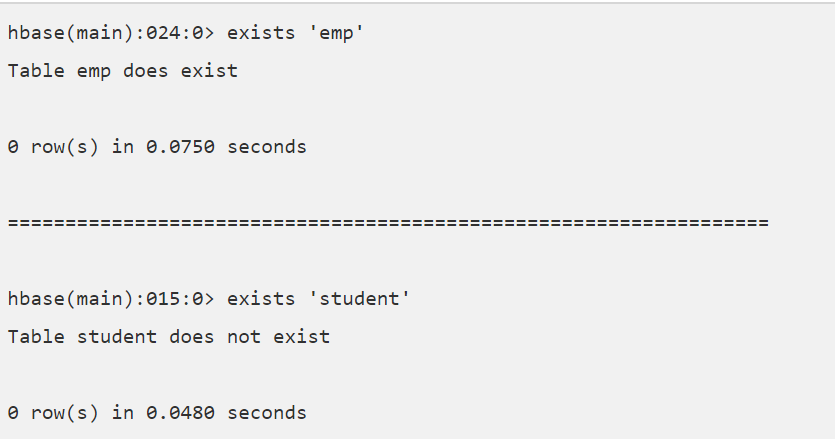 hbase(main):024:0> exists 'emp'
Table emp does exist
0 row(s) in 0.0750 seconds
==================================================================
hbase(main):015:0> exists 'student'
Table student does not exist
0 row(s) in 0.0480 seconds